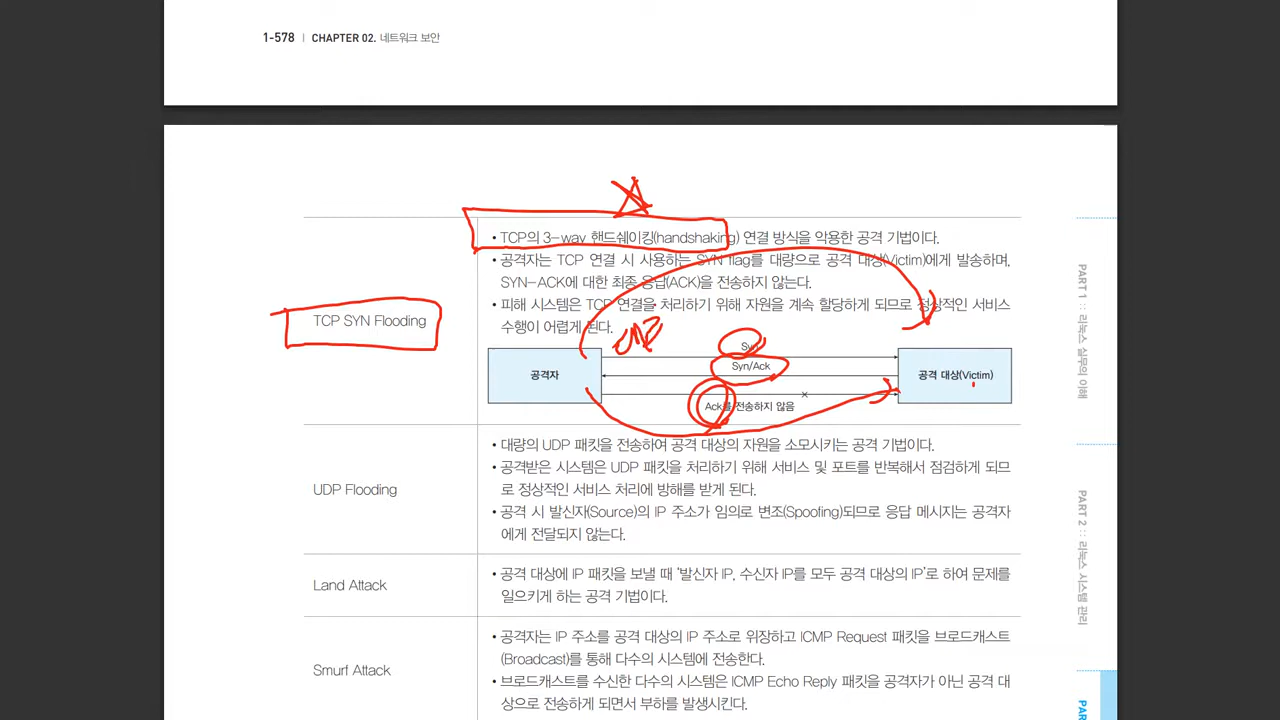 1-578 | CHAPTER 02. 네트워크 보안
TCP SYN Flooding
• TCP의 3-way 핸드쉐이킹(handshaking) 연결 방식을 악용한 공격 기법이다.
• 공격자는 TCP 연결 시 사용하는 SYN flag를 대량으로 공격 대상(Victim)에게 발송하며,
SYN-ACK에 대한 최종 응답(ACK)을 전송하지 않는다.
• 피해 시스템은 TCP 연결을 처리하기 위해 자원을 계속 할당하게 되므로 정상적인 서비스
수행이 어렵게 된다.
공격자
Syn
Syn/Ack
×
Ack를 전송하지 않음
공격 대상(Victim)
UDP Flooding
• 대량의 UDP 패킷을 전송하여 공격 대상의 자원을 소모시키는 공격 기법이다.
• 공격받은 시스템은 UDP 패킷을 처리하기 위해 서비스 및 포트를 반복해서 점검하게 되므
로 정상적인 서비스 처리에 방해를 받게 된다.
• 공격 시 발신자(Source)의 IP 주소가 임의로 변조(Spoofing)되므로 응답 메시지는 공격자
에게 전달되지 않는다.
Land Attack
• 공격 대상에 IP 패킷을 보낼 때 ‘발신자 IP, 수신자 IP를 모두 공격 대상의 IP’로 하여 문제를
일으키게 하는 공격 기법이다.
Smurf Attack
• 공격자는 IP 주소를 공격 대상의 IP 주소로 위장하고 ICMP Request 패킷을 브로드캐스트
(Broadcast)를 통해 다수의 시스템에 전송한다.
• 브로드캐스트를 수신한 다수의 시스템은 ICMP Echo Reply 패킷을 공격자가 아닌 공격 대
상으로 전송하게 되면서 부하를 발생시킨다.
PART 1 :: 리눅스 실무의 이해
PART 2 :: 리눅스 시스템 관리